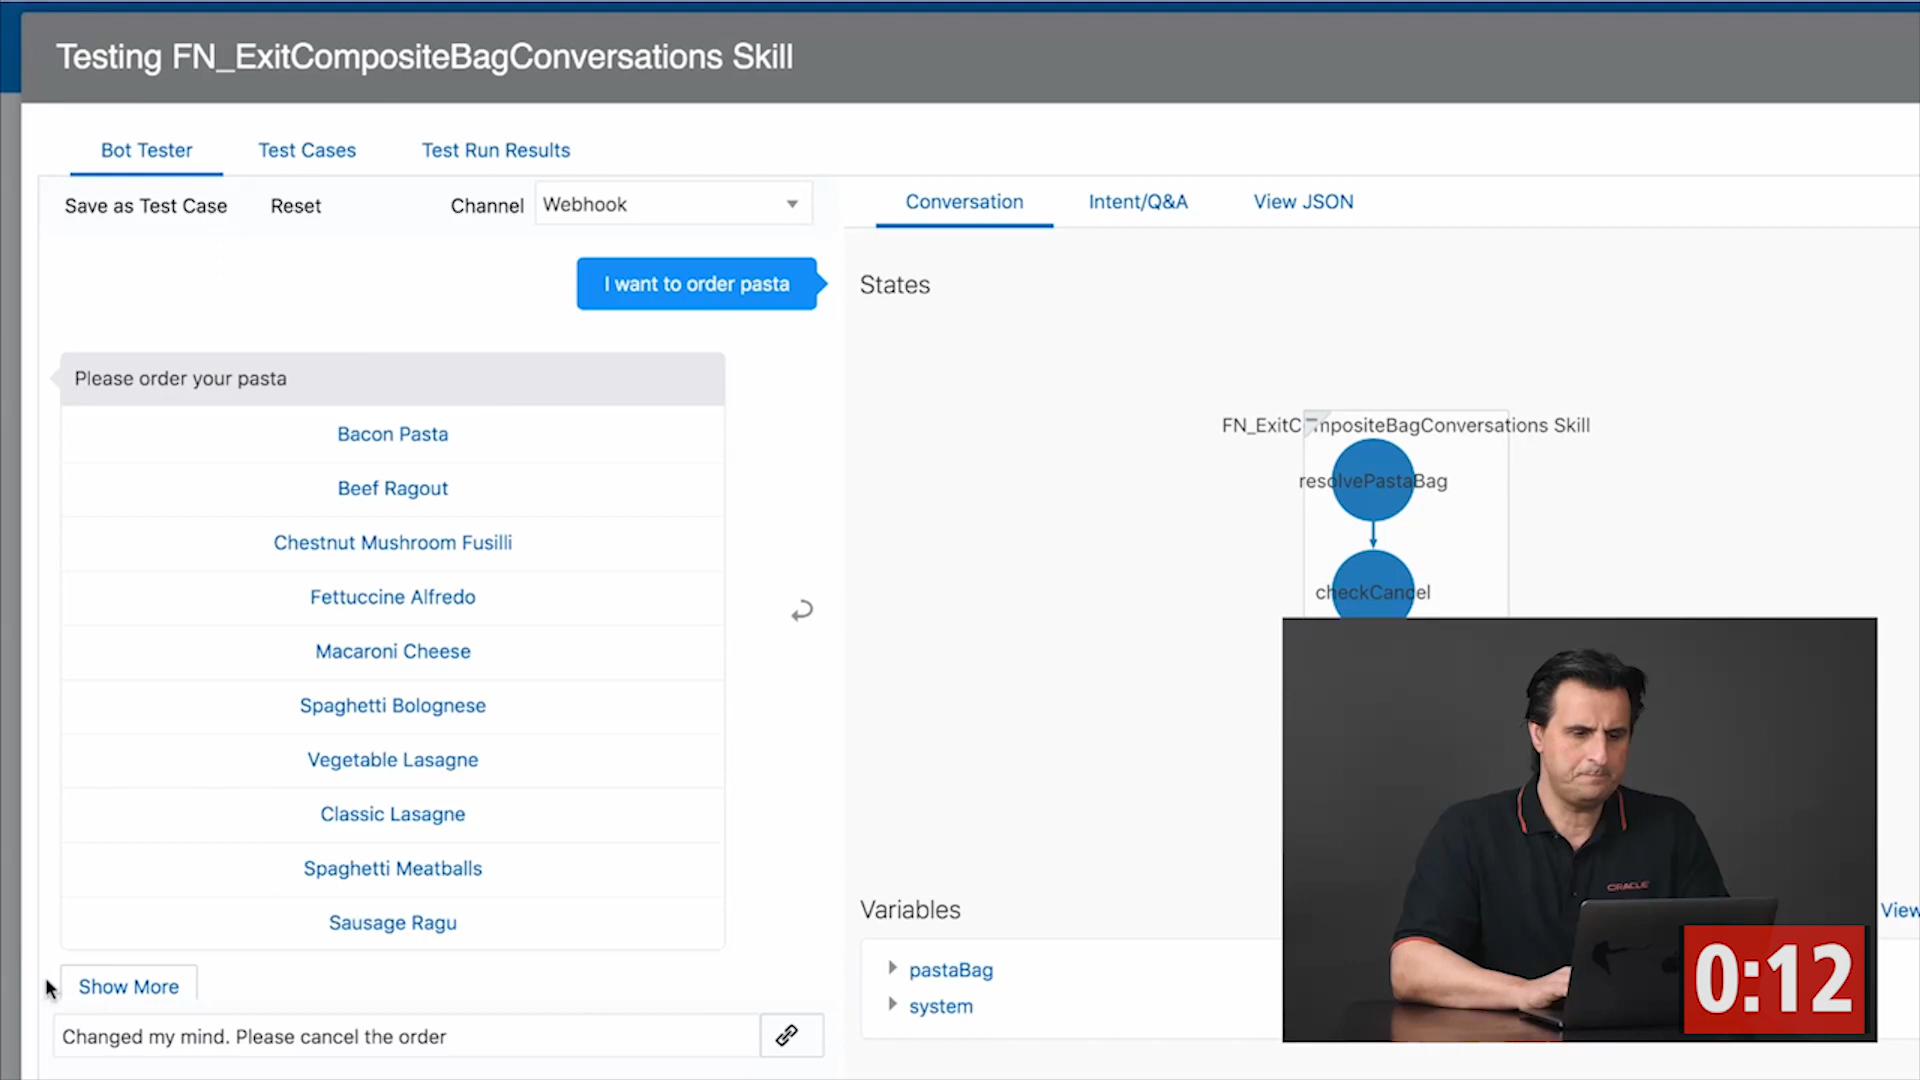 Testing FN_ExitCompositeBagConversations Skill
Bot Tester
Test Cases
Test Run Results
Save as Test Case
Reset
Channel
Webhook
Conversation
Intent/Q&A
View JSON
I want to order pasta
States
Please order your pasta
Bacon Pasta
Beef Ragout
Chestnut Mushroom Fusilli
Fettuccine Alfredo
Macaroni Cheese
Spaghetti Bolognese
Vegetable Lasagne
Classic Lasagne
Spaghetti Meatballs
Sausage Ragu
Show More
Changed my mind. Please cancel the order
FN_ExitCompositeBagConversations Skill
resolvePastaBag
checkCancel
Variables
View
pastaBag
system
ORACLE
0:12